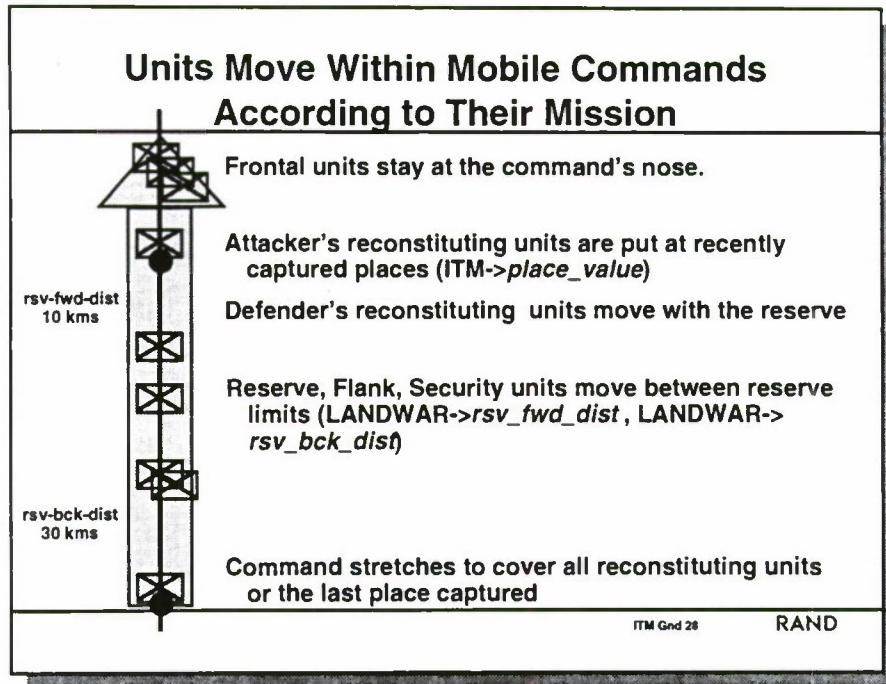 Units Move Within Mobile Commands
According to Their Mission
Frontal units stay at the command's nose.
Attacker's reconstituting units are put at recently
captured places (ITM->place_value)
rsv-fwd-dist
10 kms
Defender's reconstituting units move with the reserve
Reserve, Flank, Security units move between reserve
limits (LANDWAR->rsv_fwd_dist, LANDWAR->
rsv_bck_dist)
rsv-bck-dist
30 kms
Command stretches to cover all reconstituting units
or the last place captured
ITM Gnd 28
RAND